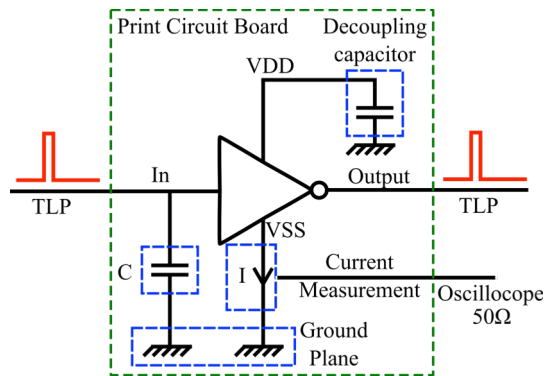 Print Circuit Board
Decoupling
capacitor
VDD
In
Output
TLP
TLP
VSS
C
I
Current
Measurement
Oscillocope
50Ω
Ground
Plane